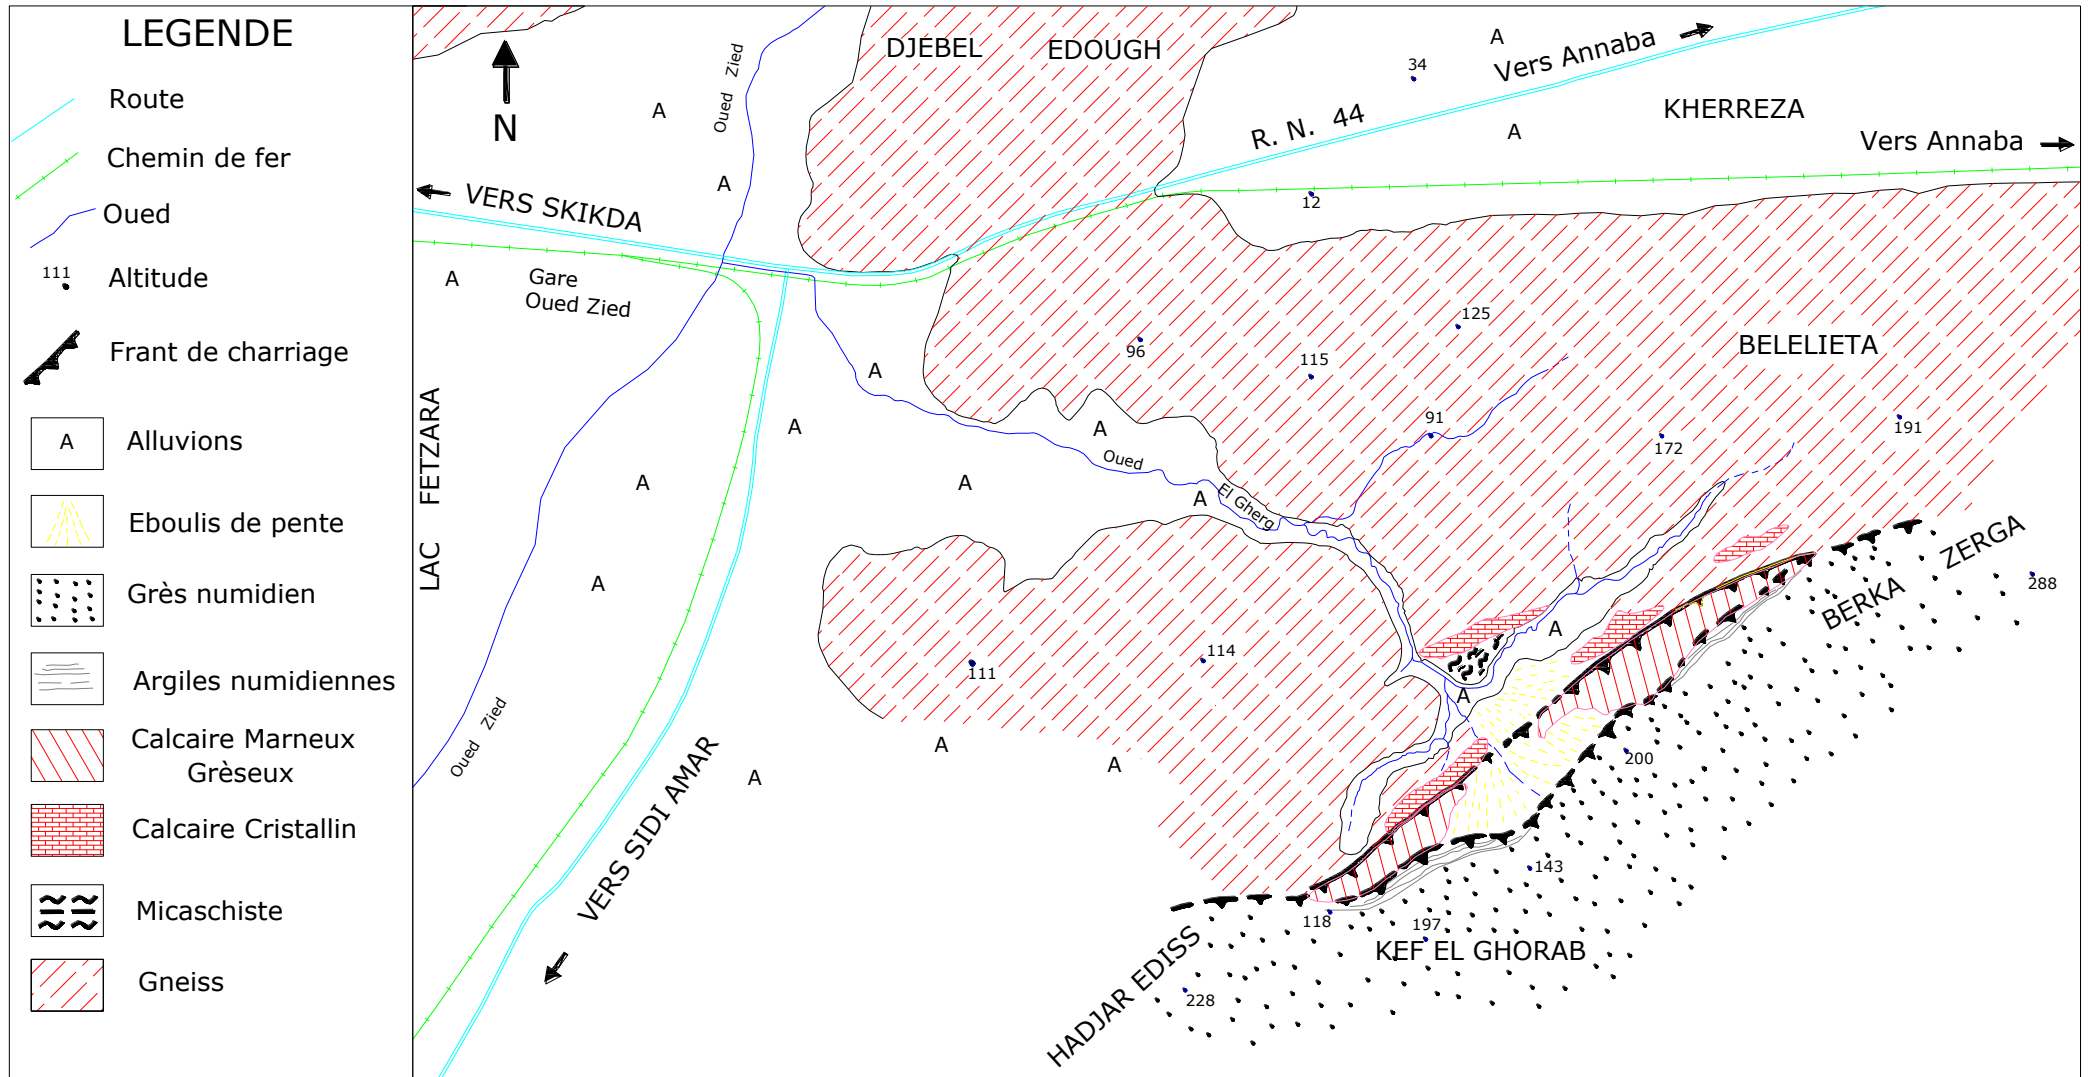 LEGENDE
Route
Chemin de fer
Oued
111
Altitude
Frant de charriage
A
Alluvions
Eboulis de pente
Grès numidien
Argiles numidiennes
Calcaire Marneux
Grèseux
Calcaire Cristallin
Micaschiste
Gneiss
N
DJEBEL EDOUGH
A
Vers Annaba
34
KHERREZA
R. N. 44
A
Vers Annaba
A
Oued Zied
A
VERS SKIKDA
12
A
Gare
Oued Zied
125
96
115
BELELIETA
A
LAC FETZARA
A
A
91
172
191
Oued El Gherg
A
A
A
A
ZERGA
BERKA
288
A
111
114
A
Oued Zied
A
A
A
A
200
VERS SIDI AMAR
143
118
197
KEF EL GHORAB
HADJAR EDISS
228